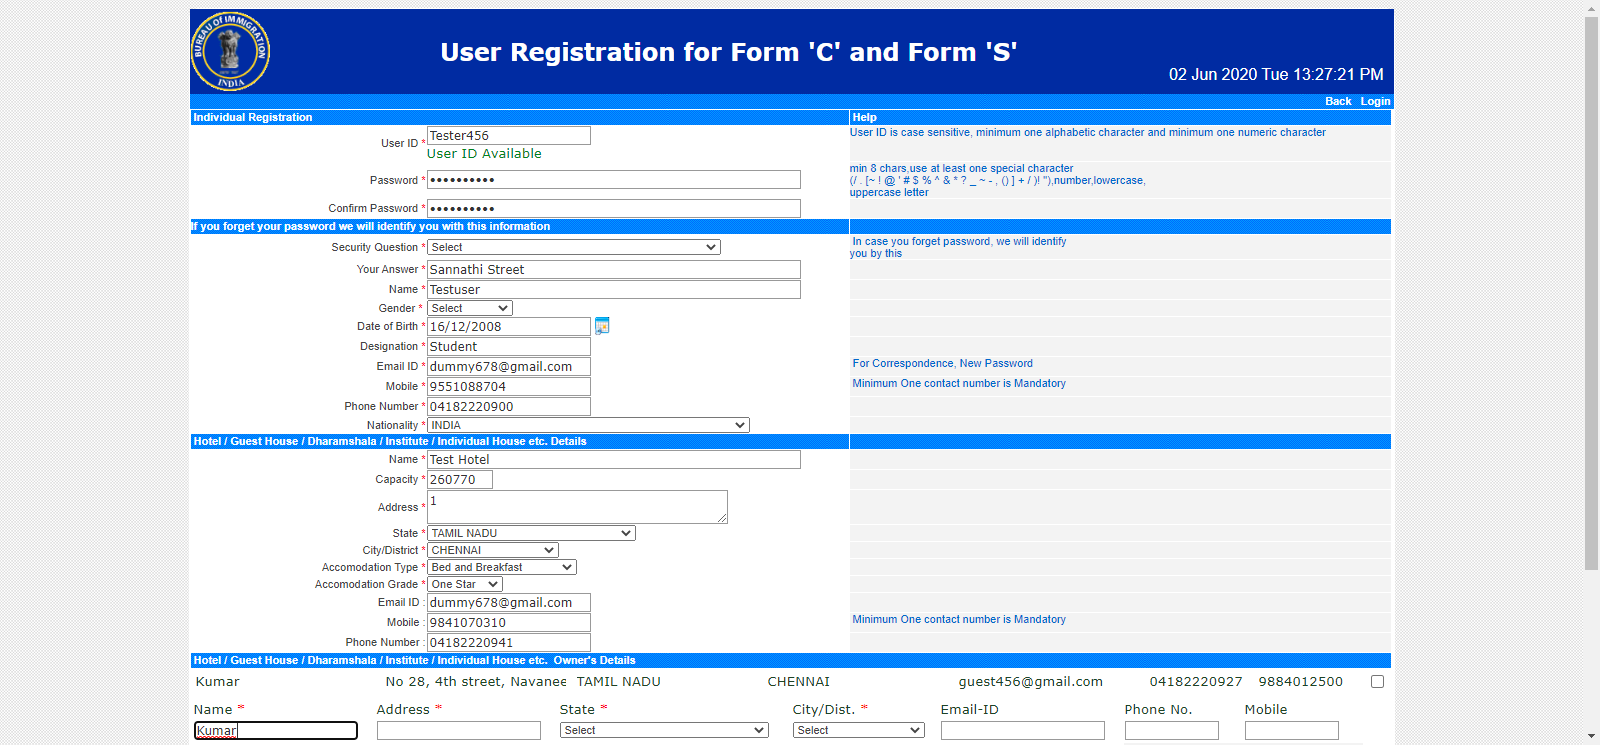 BUREAU OF IMMIGRATION
INDIA
User Registration for Form 'C' and Form 'S'
02 Jun 2020 Tue 13:27:21 PM
Back Login
Individual Registration Help
User ID * Tester456 User ID is case sensitive, minimum one alphabetic character and minimum one numeric character
User ID Available
min 8 chars,use at least one special character
Password * •••••••••• (/ . [~ ! @ ' # $ % ^ & * ? _ ~ - , () ] + / )! "),number,lowercase,
uppercase letter
Confirm Password * ••••••••••
If you forget your password we will identify you with this information
Security Question * Select In case you forget password, we will identify
you by this
Your Answer * Sannathi Street
Name * Testuser
Gender * Select
Date of Birth * 16/12/2008
Designation * Student
Email ID * dummy678@gmail.com For Correspondence, New Password
Mobile * 9551088704 Minimum One contact number is Mandatory
Phone Number * 04182220900
Nationality * INDIA
Hotel / Guest House / Dharamshala / Institute / Individual House etc. Details
Name * Test Hotel
Capacity * 260770
Address * 1
State * TAMIL NADU
City/District * CHENNAI
Accomodation Type * Bed and Breakfast
Accomodation Grade * One Star
Email ID : dummy678@gmail.com
Mobile : 9841070310 Minimum One contact number is Mandatory
Phone Number : 04182220941
Hotel / Guest House / Dharamshala / Institute / Individual House etc. Owner's Details
Kumar No 28, 4th street, Navanee TAMIL NADU CHENNAI guest456@gmail.com 04182220927 9884012500
Name * Address * State * City/Dist. * Email-ID Phone No. Mobile
Kumar Select Select